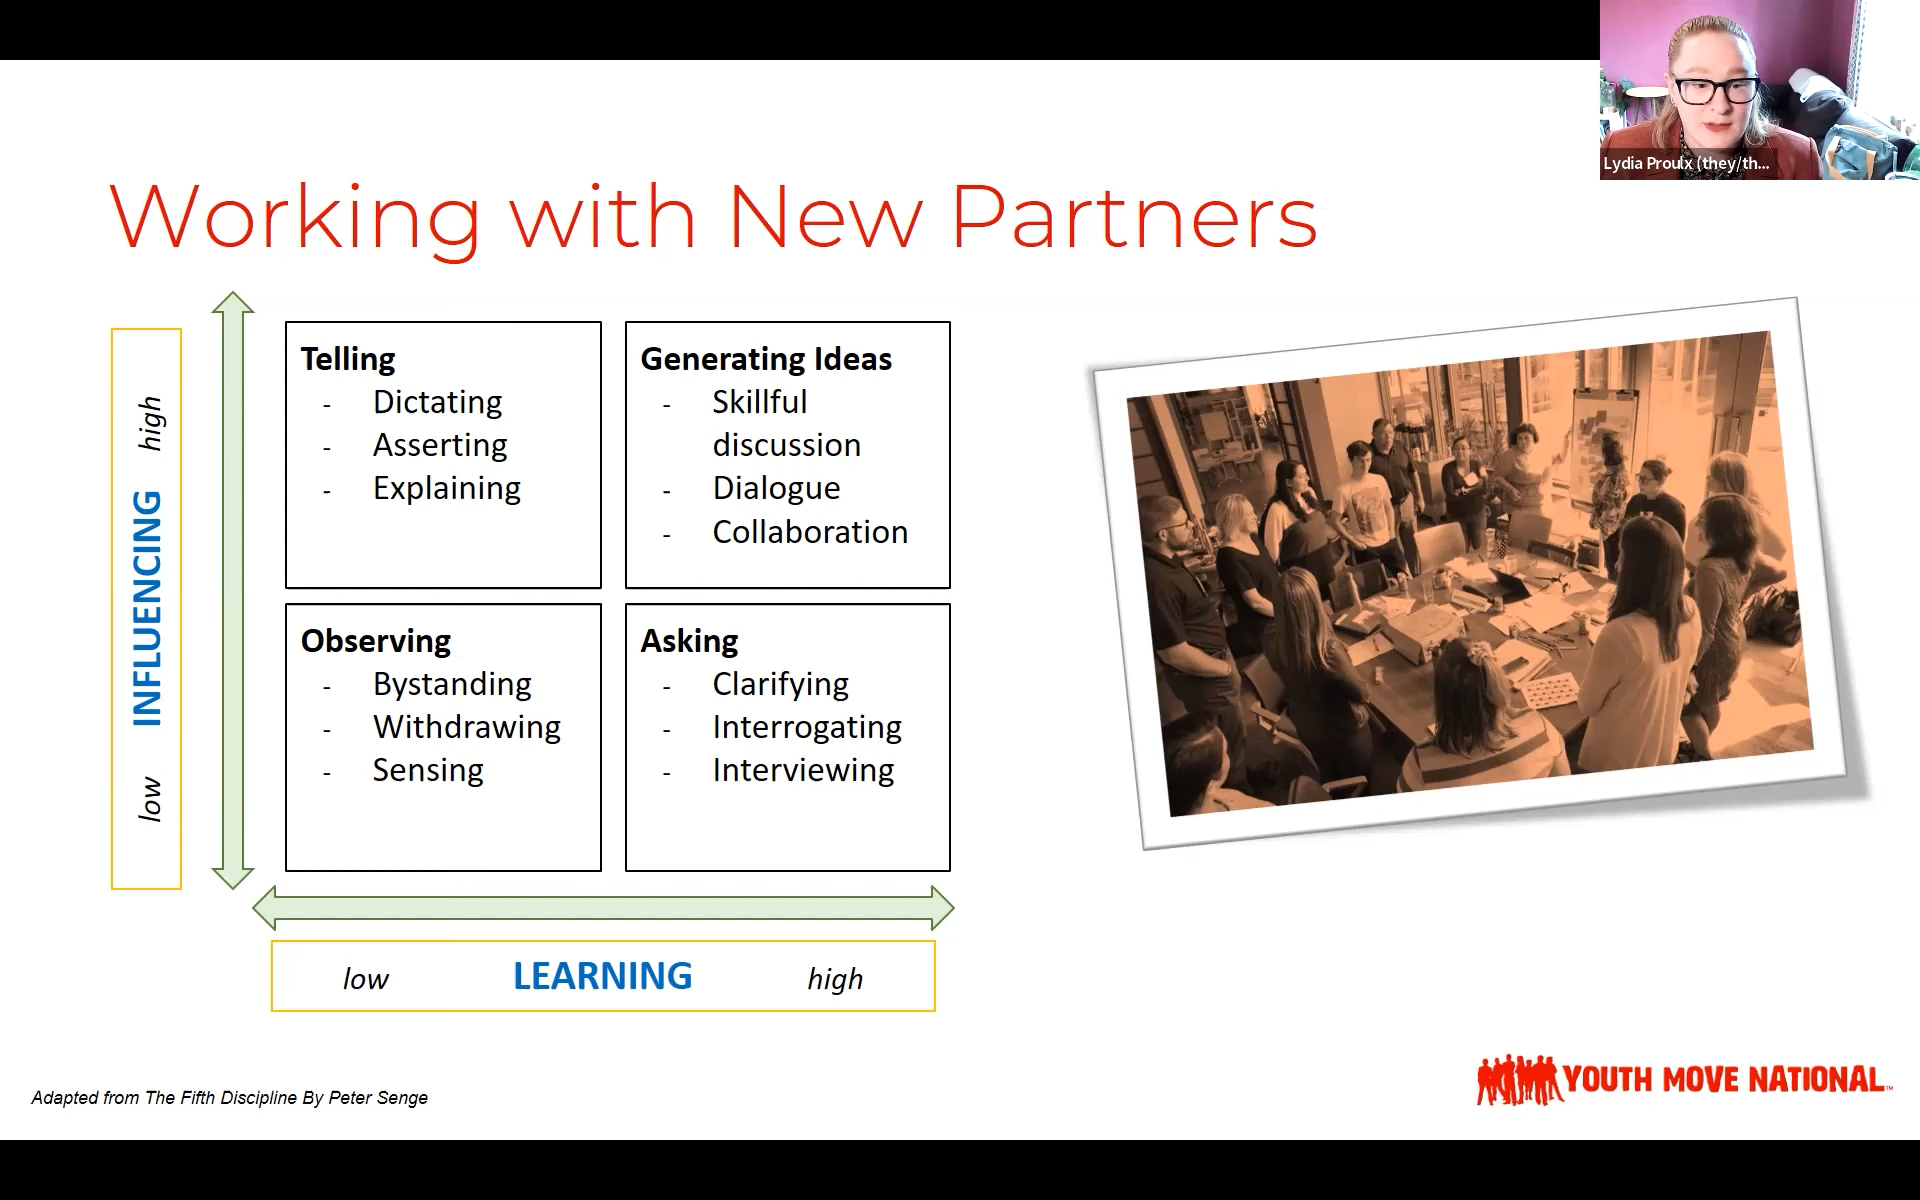 Lydia Proulx (they/th...
Working with New Partners
high
INFLUENCING
low
Telling
- Dictating
- Asserting
- Explaining
Generating Ideas
- Skillful
discussion
- Dialogue
- Collaboration
Observing
- Bystanding
- Withdrawing
- Sensing
Asking
- Clarifying
- Interrogating
- Interviewing
low LEARNING high
Adapted from The Fifth Discipline By Peter Senge
YOUTH MOVE NATIONAL™